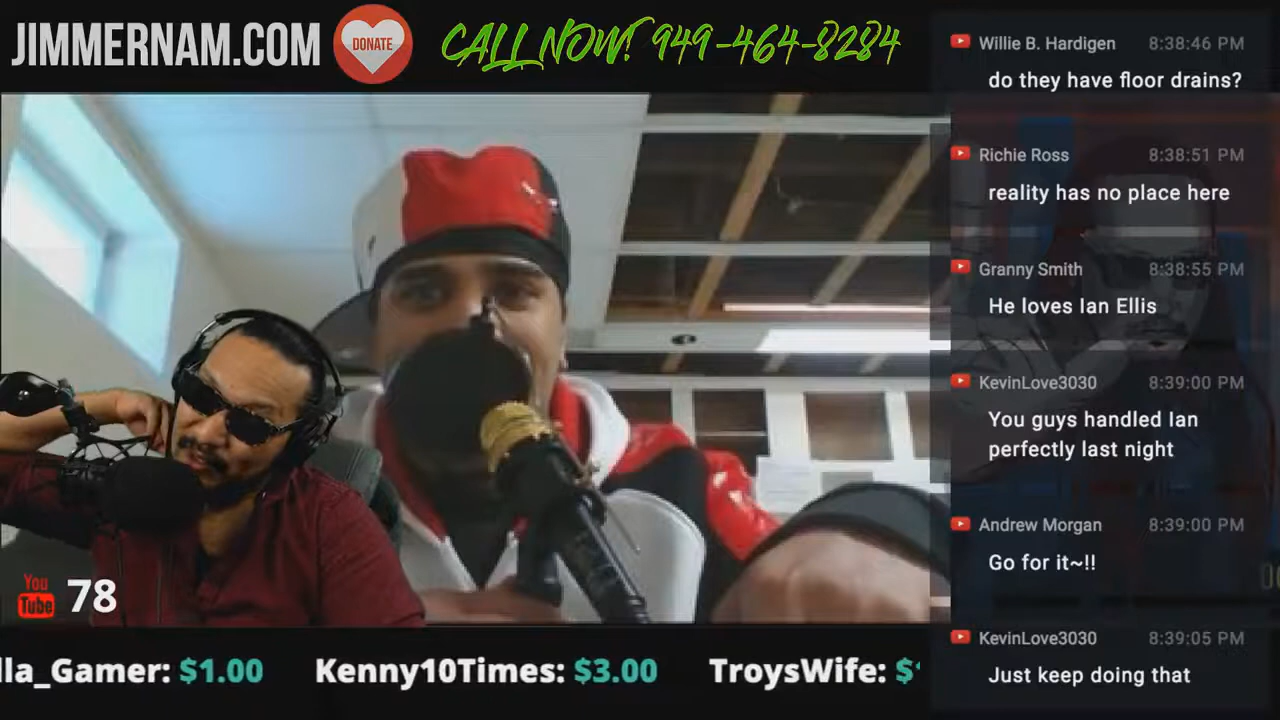 JIMMERNAM.COM
DONATE
CALL NOW! 949-464-8284
Willie B. Hardigen 8:38:46 PM
do they have floor drains?
Richie Ross 8:38:51 PM
reality has no place here
Granny Smith 8:38:55 PM
He loves Ian Ellis
KevinLove3030 8:39:00 PM
You guys handled Ian
perfectly last night
Andrew Morgan 8:39:00 PM
Go for it~!!
KevinLove3030 8:39:05 PM
Just keep doing that
You
Tube
78
lla_Gamer: $1.00 Kenny10Times: $3.00 TroysWife: $